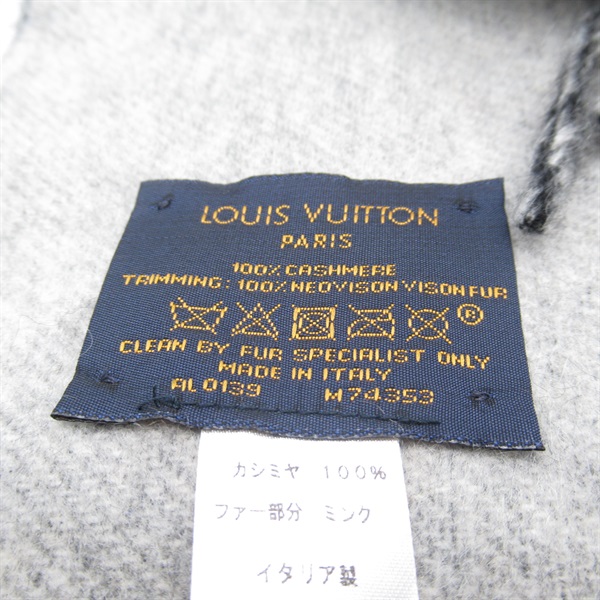 LOUIS VUITTON
PARIS
100% CASHMERE
TRIMMING: 100% NEOVISON VISON FUR
®
CLEAN BY FUR SPECIALIST ONLY
MADE IN ITALY
AL0139 M74353
カシミヤ 100%
ファー部分 ミンク
イタリア製